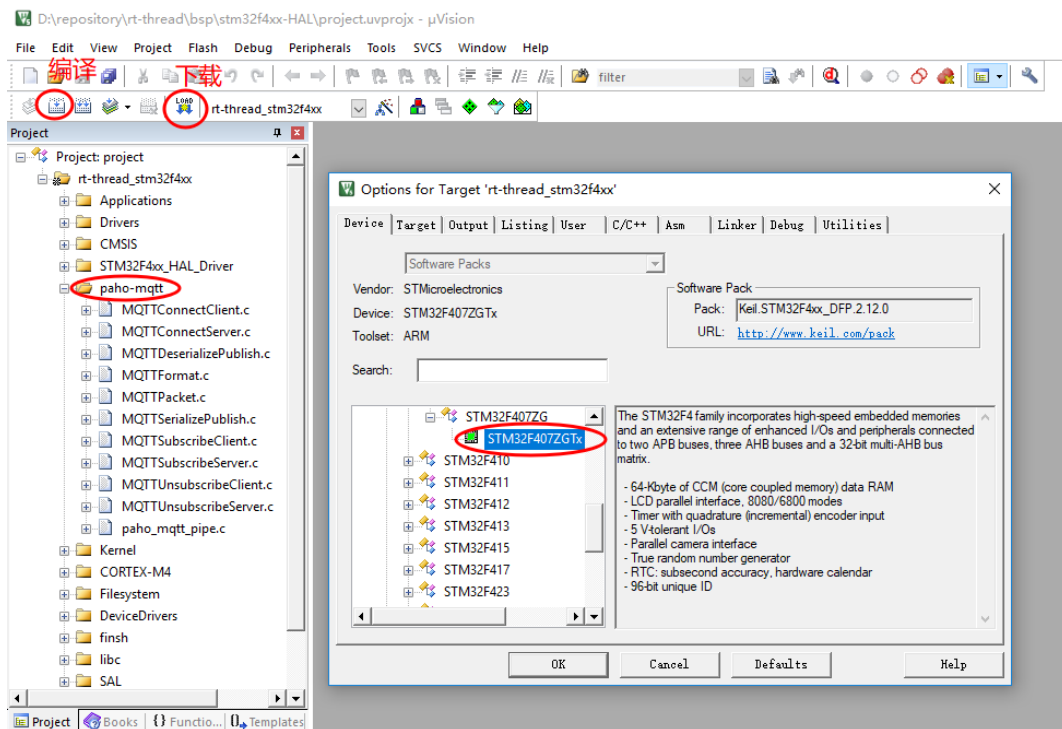 D:\repository\rt-thread\bsp\stm32f4xx-HAL\project.uvprojx - µVision
File Edit View Project Flash Debug Peripherals Tools SVCS Window Help
编译
下载
filter
LOAD
rt-thread_stm32f4xx
Project
Project: project
rt-thread_stm32f4xx
Applications
Drivers
CMSIS
STM32F4xx_HAL_Driver
paho-mqtt
MQTTConnectClient.c
MQTTConnectServer.c
MQTTDeserializePublish.c
MQTTFormat.c
MQTTPacket.c
MQTTSerializePublish.c
MQTTSubscribeClient.c
MQTTSubscribeServer.c
MQTTUnsubscribeClient.c
MQTTUnsubscribeServer.c
paho_mqtt_pipe.c
Kernel
CORTEX-M4
Filesystem
DeviceDrivers
finsh
libc
SAL
Project Books {} Functio... 0 Templates
Options for Target 'rt-thread_stm32f4xx'
Device Target Output Listing User C/C++ Asm Linker Debug Utilities
Software Packs
Vendor: STMicroelectronics
Device: STM32F407ZGTx
Toolset: ARM
Search:
Software Pack
Pack: Keil.STM32F4xx_DFP.2.12.0
URL: http://www.keil.com/pack
STM32F407ZG
STM32F407ZGTx
STM32F410
STM32F411
STM32F412
STM32F413
STM32F415
STM32F417
STM32F423
The STM32F4 family incorporates high-speed embedded memories
and an extensive range of enhanced I/Os and peripherals connected
to two APB buses, three AHB buses and a 32-bit multi-AHB bus
matrix.
- 64-Kbyte of CCM (core coupled memory) data RAM
- LCD parallel interface, 8080/6800 modes
- Timer with quadrature (incremental) encoder input
- 5 V-tolerant I/Os
- Parallel camera interface
- True random number generator
- RTC: subsecond accuracy, hardware calendar
- 96-bit unique ID
OK Cancel Defaults Help